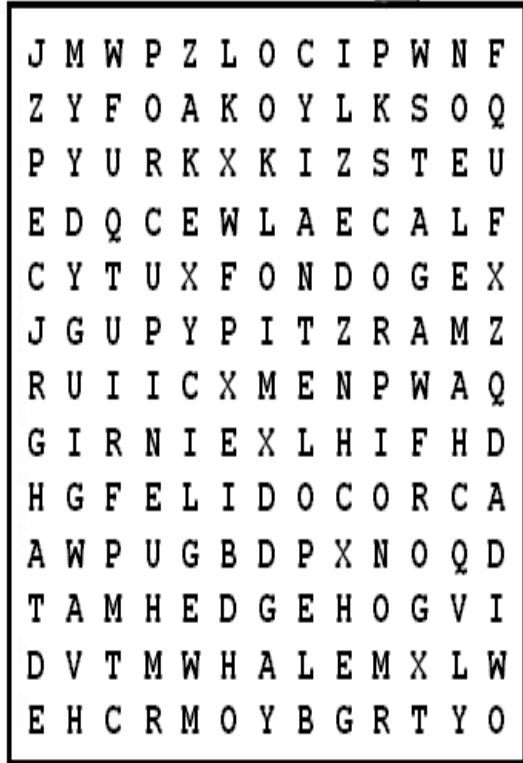 J M W P Z L O C I P W N F
Z Y F O A K O Y L K S O Q
P Y U R K X K I Z S T E U
E D Q C E W L A E C A L F
C Y T U X F O N D O G E X
J G U P Y P I T Z R A M Z
R U I I C X M E N P W A Q
G I R N I E X L H I F H D
H G F E L I D O C O R C A
A W P U G B D P X N O Q D
T A M H E D G E H O G V I
D V T M W H A L E M X L W
E H C R M O Y B G R T Y O